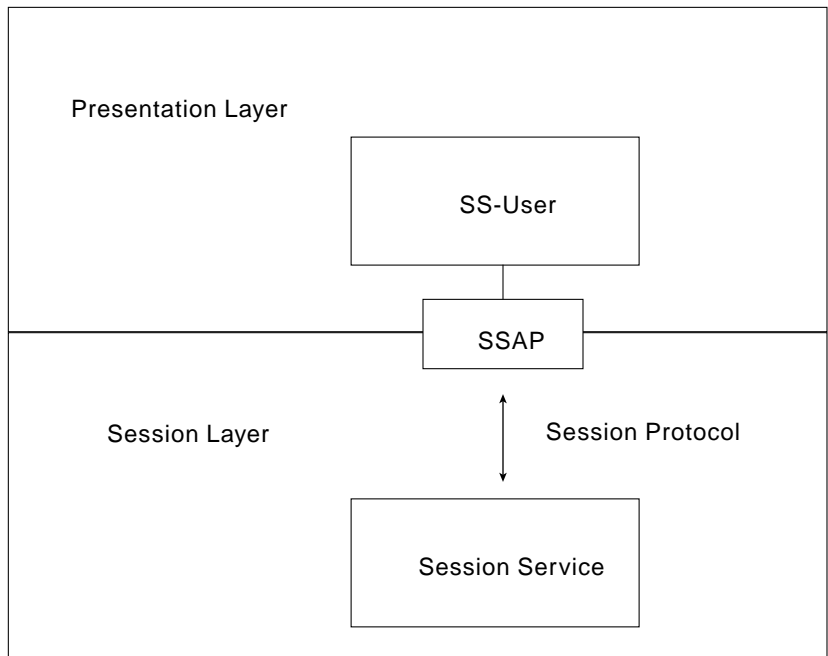 Presentation Layer
SS-User
SSAP
Session Layer
Session Protocol
Session Service